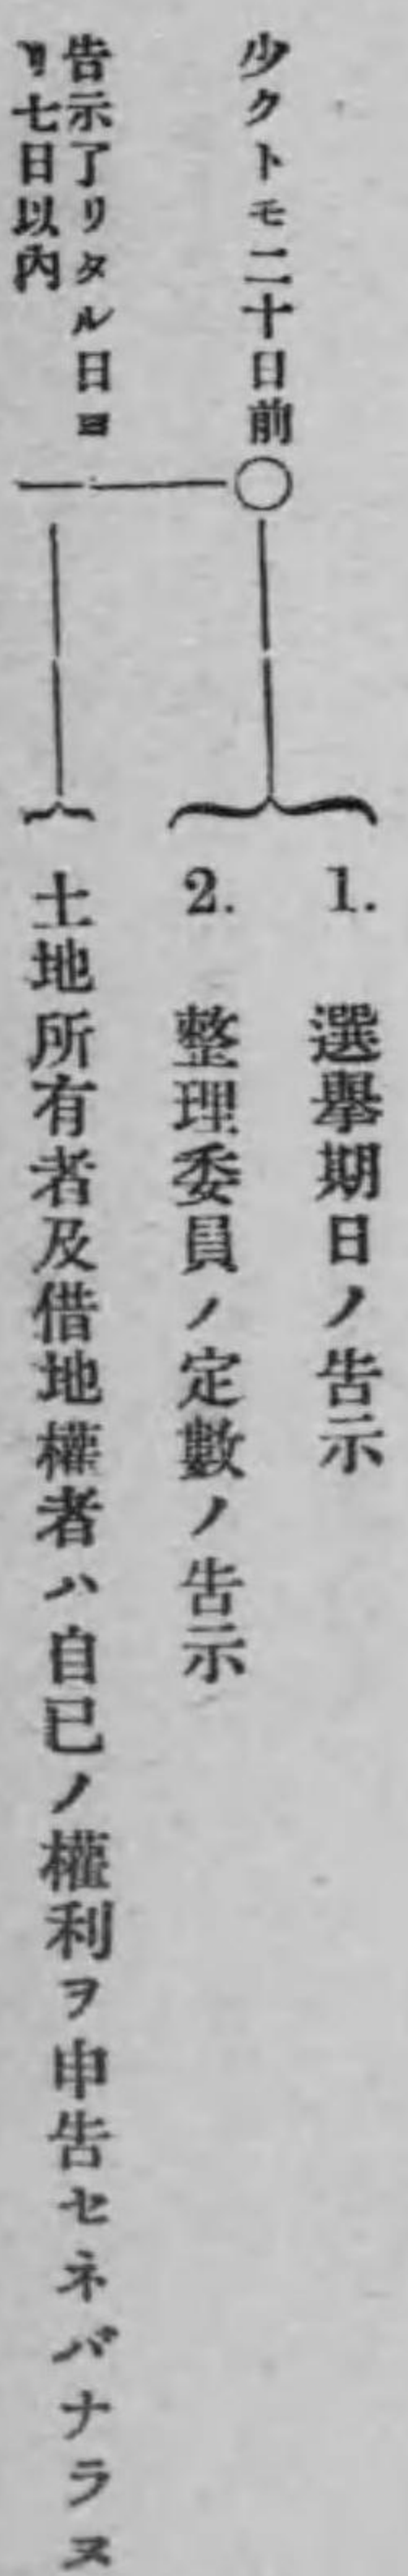 少クトモ二十日前
1. 選擧期日ノ告示
2. 整理委員ノ定數ノ告示
告示了リタル日ヨ
リ七日以內
土地所有者及借地權者ハ自已ノ權利ヲ申告セネバナラヌ